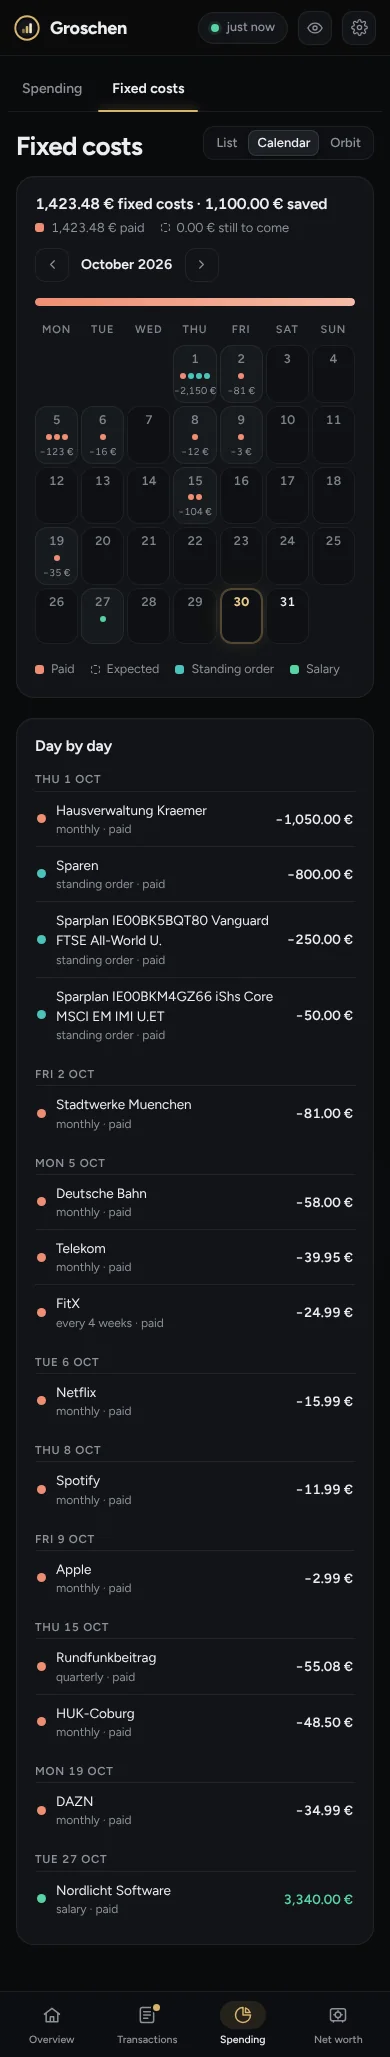 Groschen
just now
Spending
Fixed costs
Fixed costs
List
Calendar
Orbit
1,423.48 € fixed costs · 1,100.00 € saved
1,423.48 € paid
0.00 € still to come
October 2026
MON TUE WED THU FRI SAT SUN
1 2 3 4
−2,150 € −81 €
5 6 7 8 9 10 11
−123 € −16 € −12 € −3 €
12 13 14 15 16 17 18
−104 €
19 20 21 22 23 24 25
−35 €
26 27 28 29 30 31
Paid Expected Standing order Salary
Day by day
THU 1 OCT
Hausverwaltung Kraemer
−1,050.00 €
monthly · paid
Sparen
−800.00 €
standing order · paid
Sparplan IE00BK5BQT80 Vanguard
FTSE All-World U.
−250.00 €
standing order · paid
Sparplan IE00BKM4GZ66 iShs Core
MSCI EM IMI U.ET
−50.00 €
standing order · paid
FRI 2 OCT
Stadtwerke Muenchen
−81.00 €
monthly · paid
MON 5 OCT
Deutsche Bahn
−58.00 €
monthly · paid
Telekom
−39.95 €
monthly · paid
FitX
−24.99 €
every 4 weeks · paid
TUE 6 OCT
Netflix
−15.99 €
monthly · paid
THU 8 OCT
Spotify
−11.99 €
monthly · paid
FRI 9 OCT
Apple
−2.99 €
monthly · paid
THU 15 OCT
Rundfunkbeitrag
−55.08 €
quarterly · paid
HUK-Coburg
−48.50 €
monthly · paid
MON 19 OCT
DAZN
−34.99 €
monthly · paid
TUE 27 OCT
Nordlicht Software
3,340.00 €
salary · paid
Overview
Transactions
Spending
Net worth